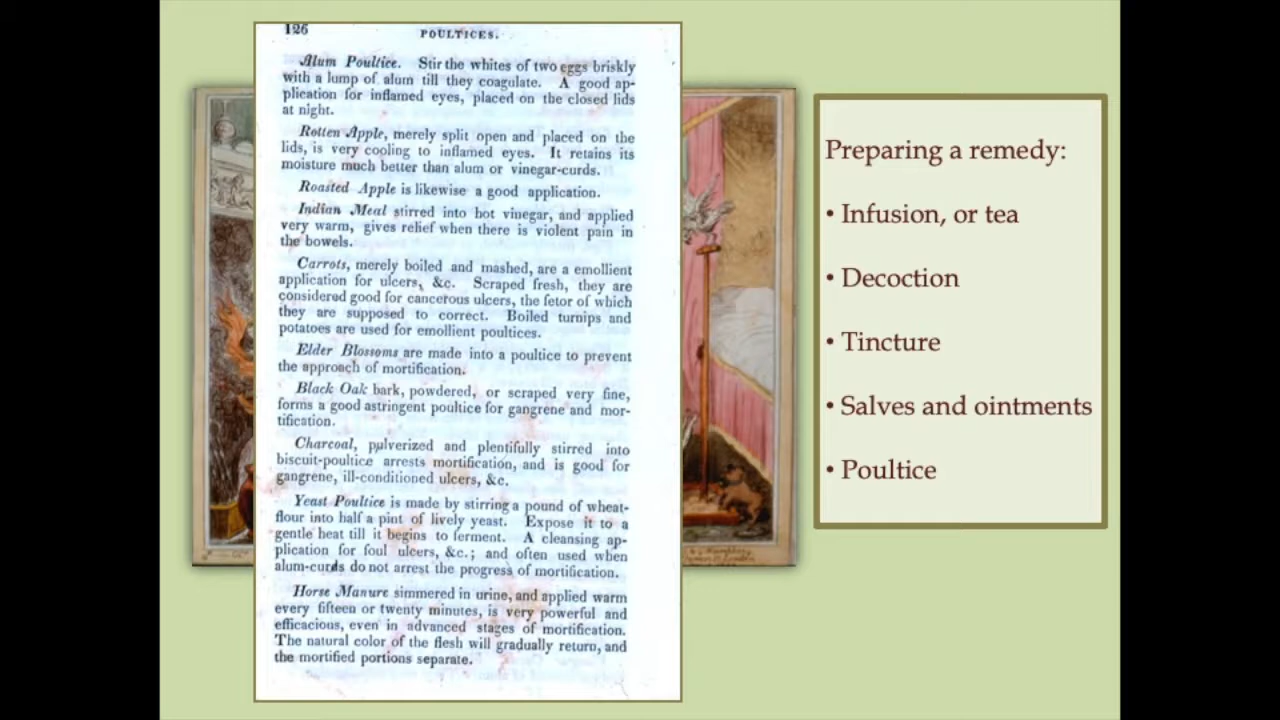 126
POULTICES.
Alum Poultice. Stir the whites of two eggs briskly
with a lump of alum till they coagulate. A good ap-
plication for inflamed eyes, placed on the closed lids
at night.
Rotten Apple, merely split open and placed on the
lids, is very cooling to inflamed eyes. It retains its
moisture much better than alum or vinegar-curds.
Roasted Apple is likewise a good application.
Indian Meal stirred into hot vinegar, and applied
very warm, gives relief when there is violent pain in
the bowels.
Carrots, merely boiled and mashed, are a emollient
application for ulcers, &c. Scraped fresh, they are
considered good for cancerous ulcers, the fetor of which
they are supposed to correct. Boiled turnips and
potatoes are used for emollient poultices.
Elder Blossoms are made into a poultice to prevent
the approach of mortification.
Black Oak bark, powdered, or scraped very fine,
forms a good astringent poultice for gangrene and mor-
tification.
Charcoal, pulverized and plentifully stirred into
biscuit-poultice arrests mortification, and is good for
gangrene, ill-conditioned ulcers, &c.
Yeast Poultice is made by stirring a pound of wheat-
flour into half a pint of lively yeast. Expose it to a
gentle heat till it begins to ferment. A cleansing ap-
plication for foul ulcers, &c.; and often used when
alum-curds do not arrest the progress of mortification.
Horse Manure simmered in urine, and applied warm
every fifteen or twenty minutes, is very powerful and
efficacious, even in advanced stages of mortification.
The natural color of the flesh will gradually return, and
the mortified portions separate.
Preparing a remedy:
• Infusion, or tea
• Decoction
• Tincture
• Salves and ointments
• Poultice